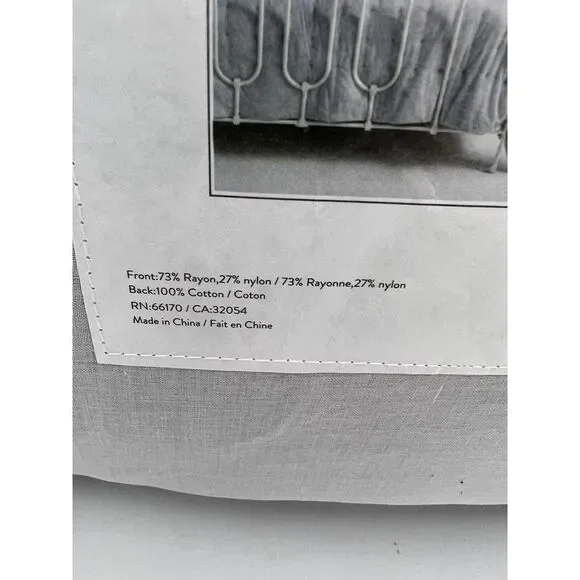 Front:73% Rayon,27% nylon / 73% Rayonne,27% nylon
Back:100% Cotton / Coton
RN:66170 / CA:32054
Made in China / Fait en Chine